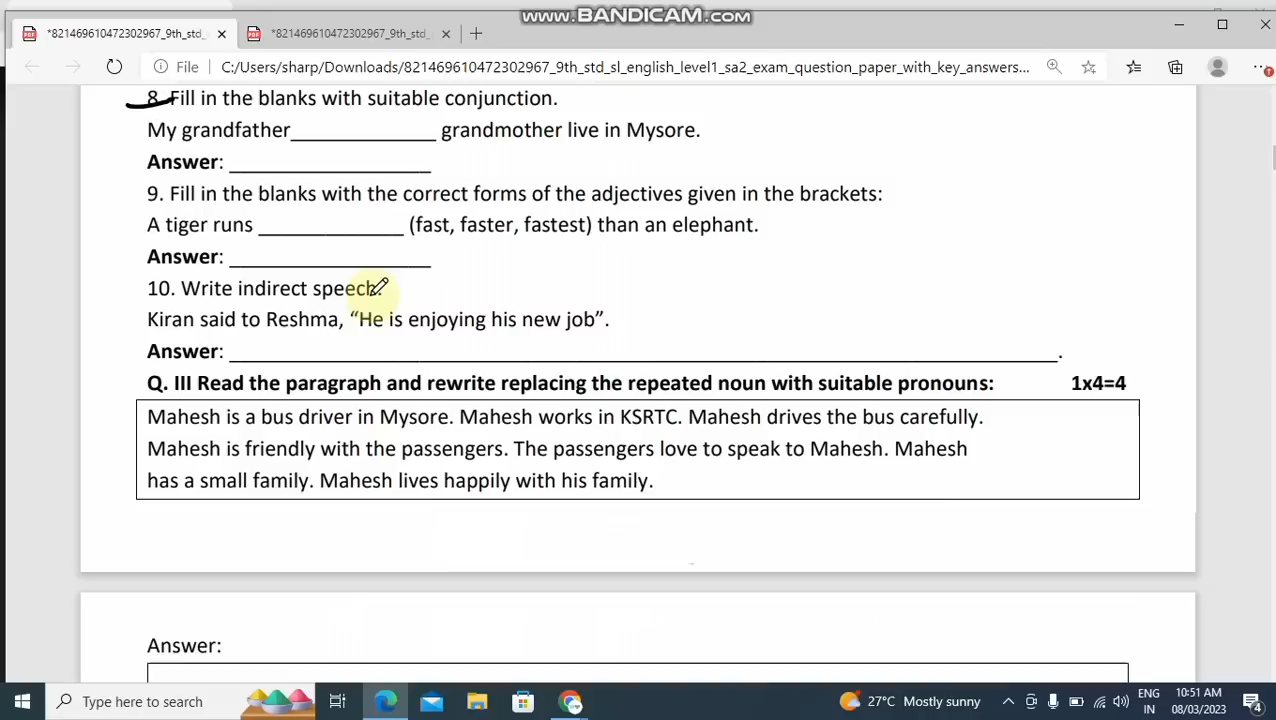 www.BANDICAM.com
*821469610472302967_9th_std_
*821469610472302967_9th_std_
File
C:/Users/sharp/Downloads/821469610472302967_9th_std_sl_english_level1_sa2_exam_question_paper_with_key_answers...
8. Fill in the blanks with suitable conjunction.
My grandfather_____________ grandmother live in Mysore.
Answer: __________________
9. Fill in the blanks with the correct forms of the adjectives given in the brackets:
A tiger runs _____________ (fast, faster, fastest) than an elephant.
Answer: __________________
10. Write indirect speech.
Kiran said to Reshma, “He is enjoying his new job”.
Answer: __________________________________________________________________________.
Q. III Read the paragraph and rewrite replacing the repeated noun with suitable pronouns: 1x4=4
Mahesh is a bus driver in Mysore. Mahesh works in KSRTC. Mahesh drives the bus carefully.
Mahesh is friendly with the passengers. The passengers love to speak to Mahesh. Mahesh
has a small family. Mahesh lives happily with his family.
Answer:
Type here to search
27°C Mostly sunny
ENG
IN
10:51 AM
08/03/2023
4